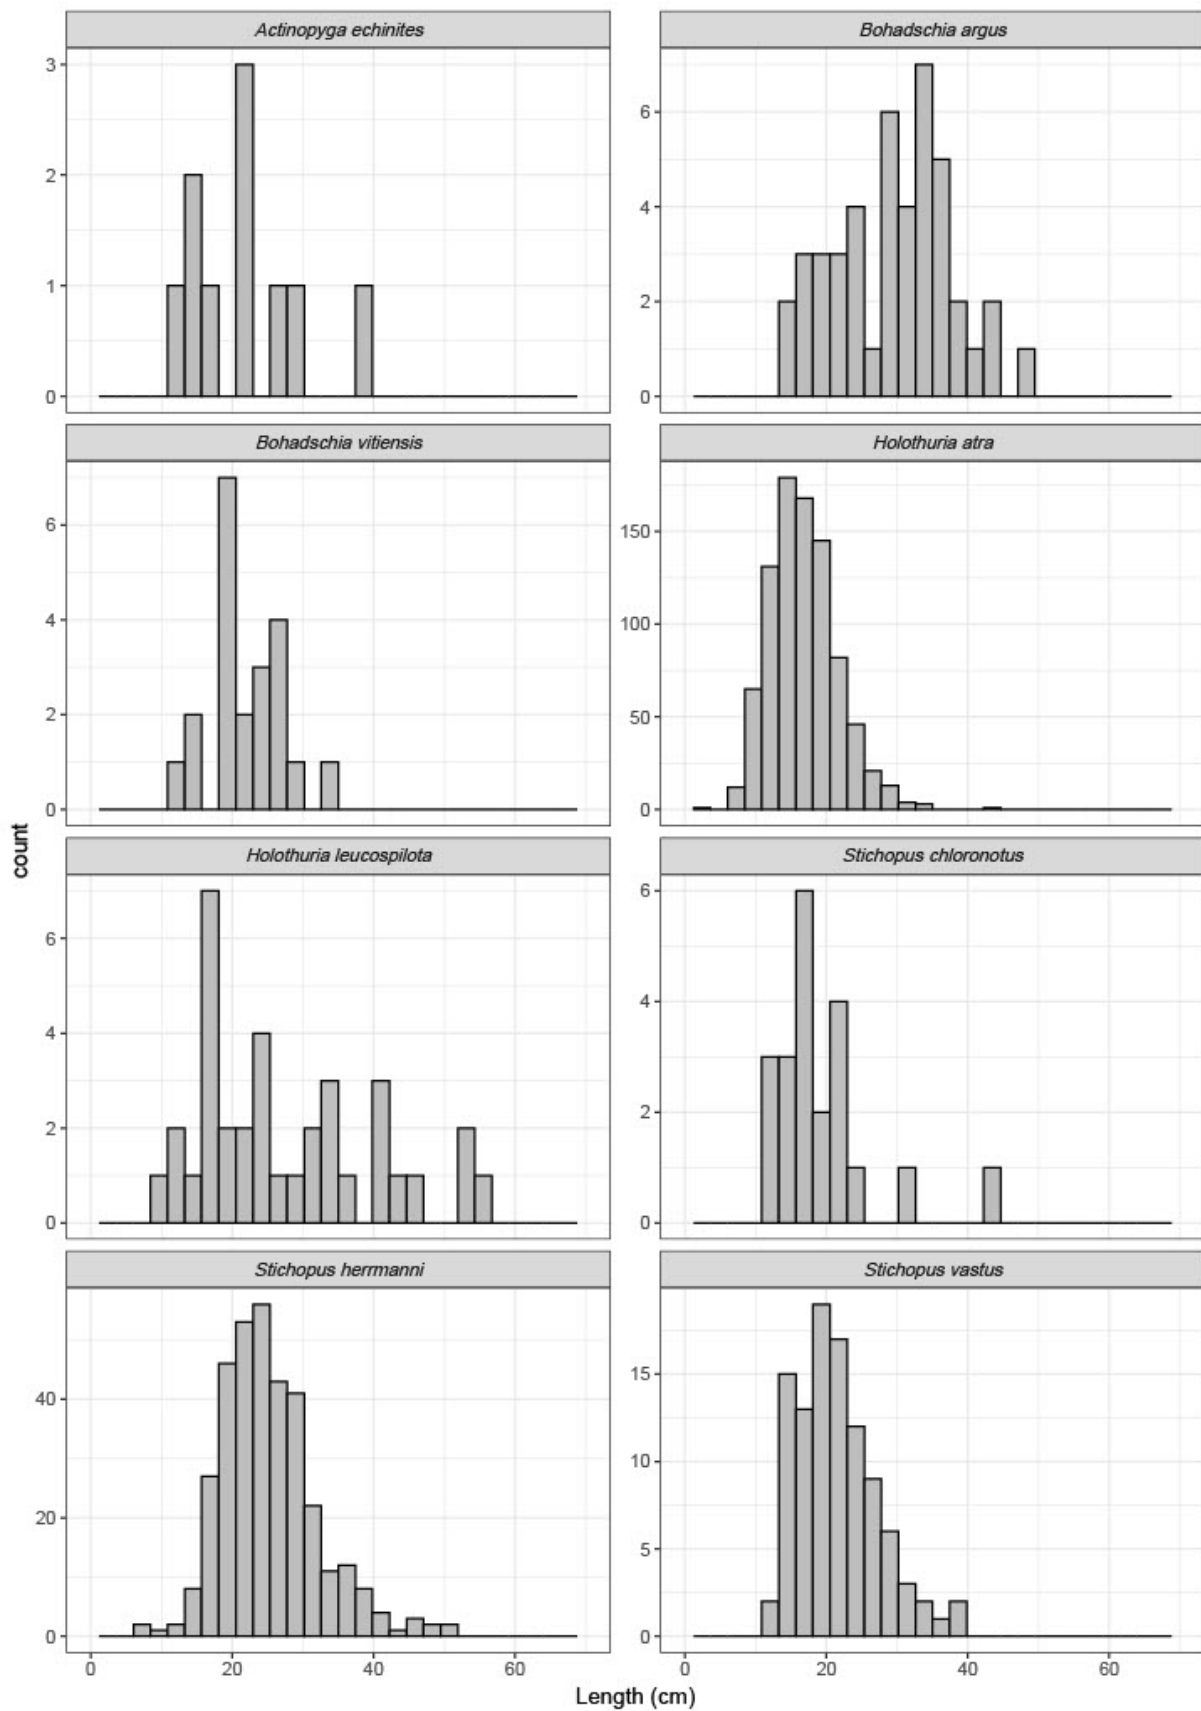 Actinopyga echinites
Bohadschia argus
3
2
1
0
6
4
2
0
Bohadschia vitiensis
Holothuria atra
6
4
2
0
150
100
50
0
count
Holothuria leucospilota
Stichopus chloronotus
6
4
2
0
6
4
2
0
Stichopus herrmanni
Stichopus vastus
40
20
0
15
10
5
0
0 20 40 60
0 20 40 60
Length (cm)